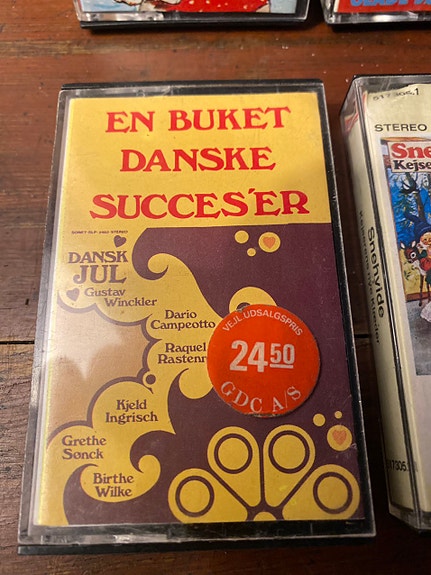 EN BUKET
DANSKE
SUCCES'ER
DANSK
JUL
Gustav
Winckler
Dario
Campeotto
Raquel
Kjeld
Ingrisch
Grethe
Sønck
Birthe
Wilke
VEJL. UDSALGSPRIS
24.50
GDC A/S
STEREO
Snehvide